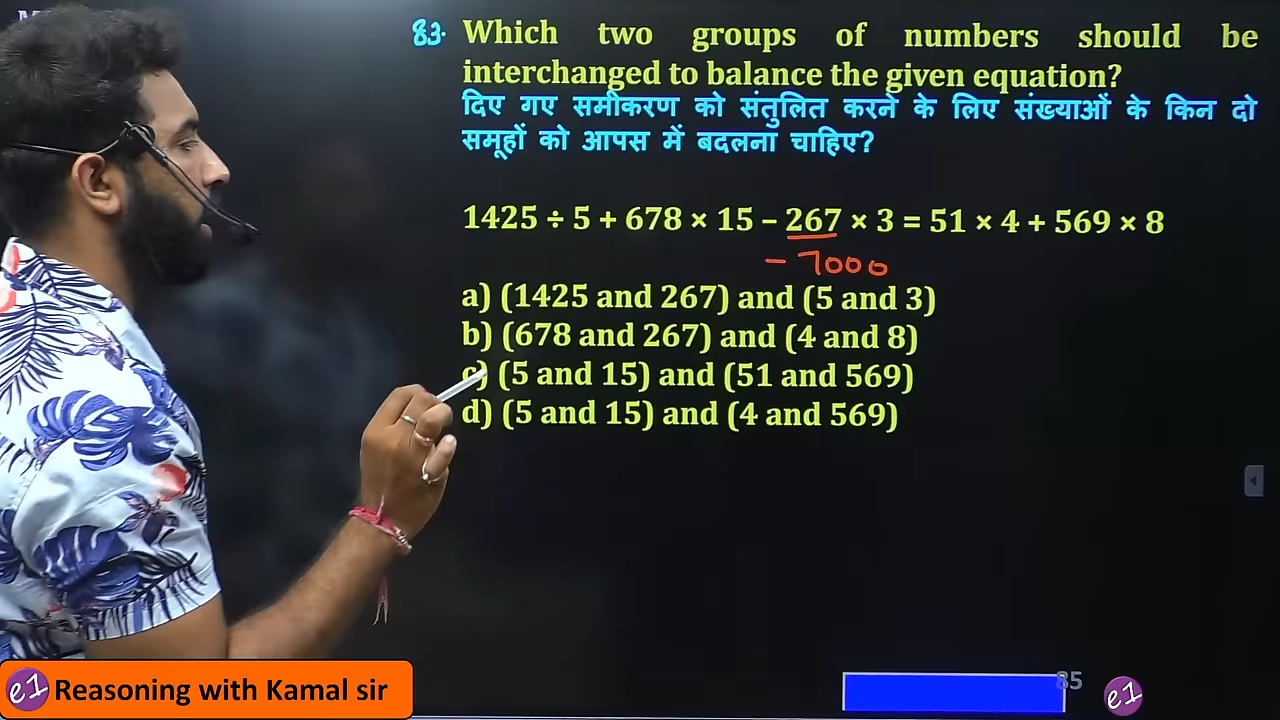 83. Which two groups of numbers should be
interchanged to balance the given equation?
दिए गए समीकरण को संतुलित करने के लिए संख्याओं के किन दो
समूहों को आपस में बदलना चाहिए?
1425 ÷ 5 + 678 × 15 – 267 × 3 = 51 × 4 + 569 × 8
– 7000
a) (1425 and 267) and (5 and 3)
b) (678 and 267) and (4 and 8)
c) (5 and 15) and (51 and 569)
d) (5 and 15) and (4 and 569)
e1 Reasoning with Kamal sir
85
e1